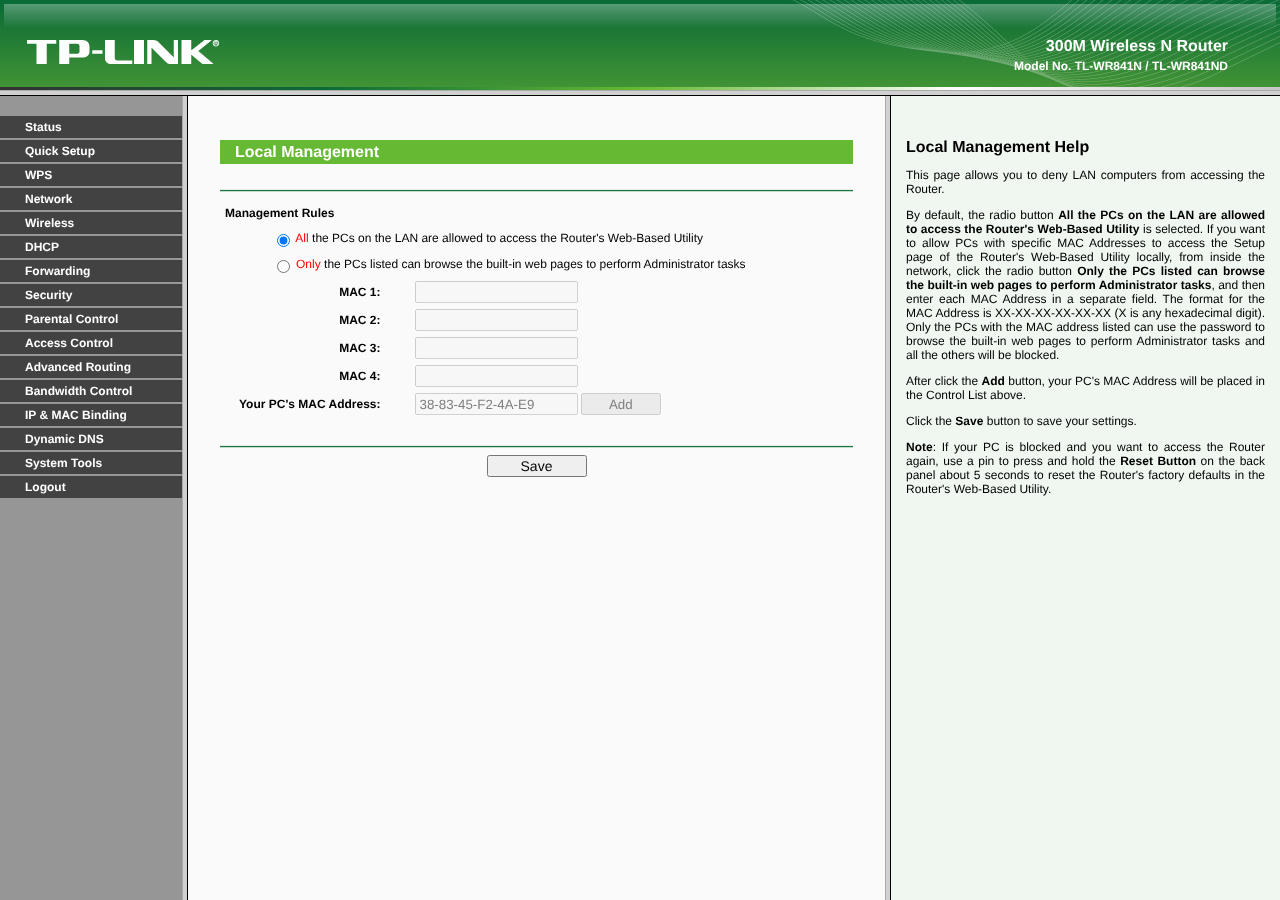 TP-LINK®
300M Wireless N Router
Model No. TL-WR841N / TL-WR841ND
Status
Quick Setup
WPS
Network
Wireless
DHCP
Forwarding
Security
Parental Control
Access Control
Advanced Routing
Bandwidth Control
IP & MAC Binding
Dynamic DNS
System Tools
Logout
Local Management
Management Rules
All the PCs on the LAN are allowed to access the Router's Web-Based Utility
Only the PCs listed can browse the built-in web pages to perform Administrator tasks
MAC 1:
MAC 2:
MAC 3:
MAC 4:
Your PC's MAC Address: 38-83-45-F2-4A-E9 Add
Save
Local Management Help
This page allows you to deny LAN computers from accessing the
Router.
By default, the radio button All the PCs on the LAN are allowed
to access the Router's Web-Based Utility is selected. If you want
to allow PCs with specific MAC Addresses to access the Setup
page of the Router's Web-Based Utility locally, from inside the
network, click the radio button Only the PCs listed can browse
the built-in web pages to perform Administrator tasks, and then
enter each MAC Address in a separate field. The format for the
MAC Address is XX-XX-XX-XX-XX-XX (X is any hexadecimal digit).
Only the PCs with the MAC address listed can use the password to
browse the built-in web pages to perform Administrator tasks and
all the others will be blocked.
After click the Add button, your PC's MAC Address will be placed in
the Control List above.
Click the Save button to save your settings.
Note: If your PC is blocked and you want to access the Router
again, use a pin to press and hold the Reset Button on the back
panel about 5 seconds to reset the Router's factory defaults in the
Router's Web-Based Utility.